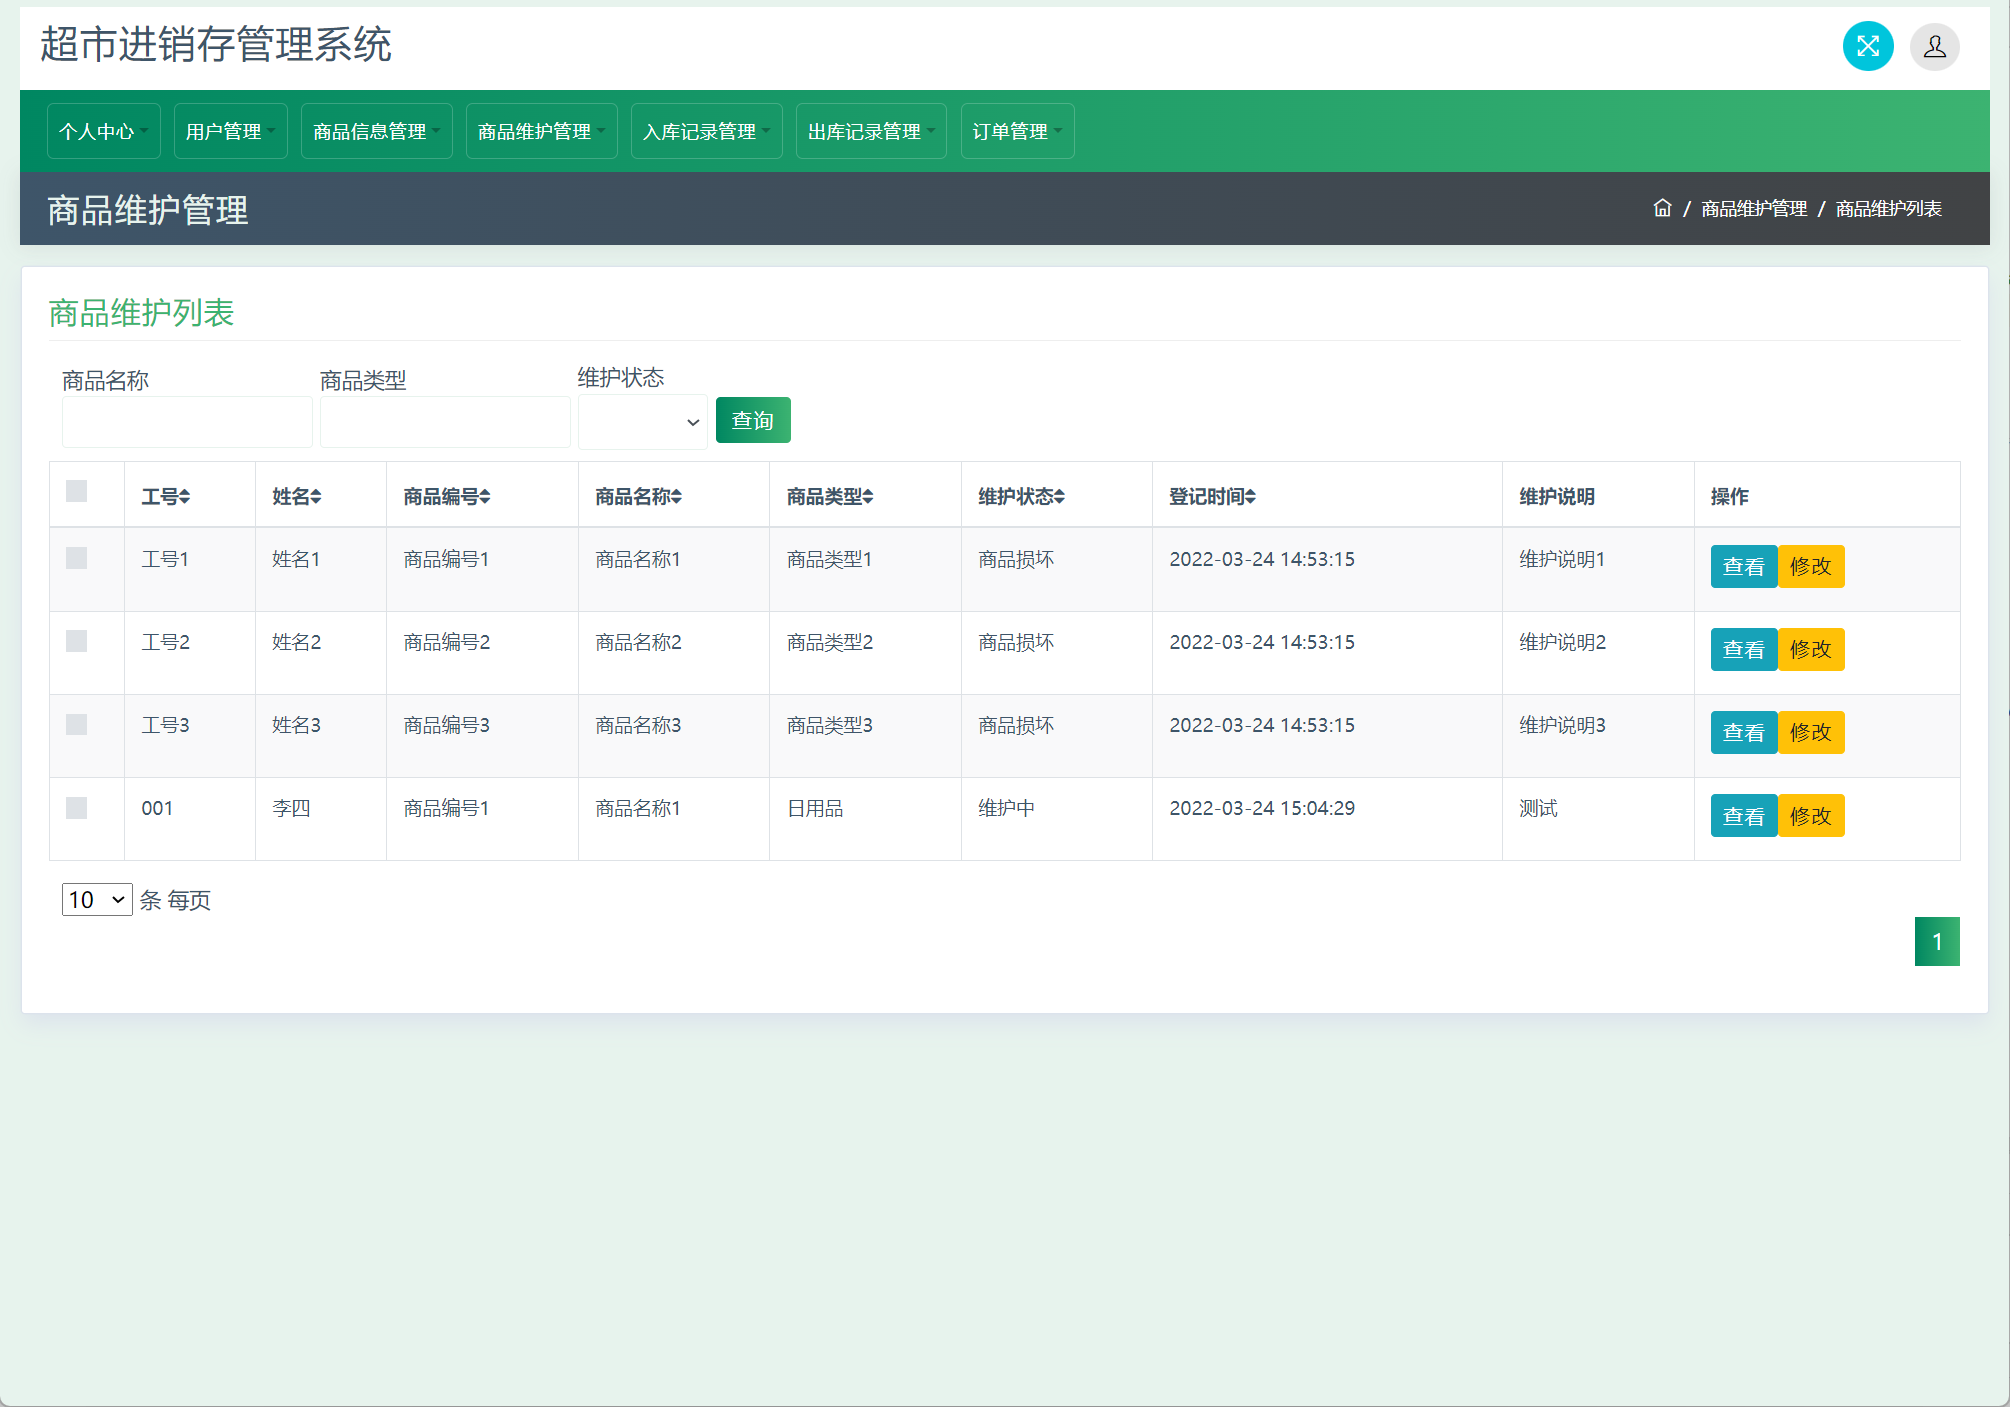 超市进销存管理系统
个人中心 用户管理 商品信息管理 商品维护管理 入库记录管理 出库记录管理 订单管理
商品维护管理 / 商品维护管理 / 商品维护列表
商品维护列表
商品名称 商品类型 维护状态
查询
工号 姓名 商品编号 商品名称 商品类型 维护状态 登记时间 维护说明 操作
工号1 姓名1 商品编号1 商品名称1 商品类型1 商品损坏 2022-03-24 14:53:15 维护说明1 查看 修改
工号2 姓名2 商品编号2 商品名称2 商品类型2 商品损坏 2022-03-24 14:53:15 维护说明2 查看 修改
工号3 姓名3 商品编号3 商品名称3 商品类型3 商品损坏 2022-03-24 14:53:15 维护说明3 查看 修改
001 李四 商品编号1 商品名称1 日用品 维护中 2022-03-24 15:04:29 测试 查看 修改
10 条 每页
1